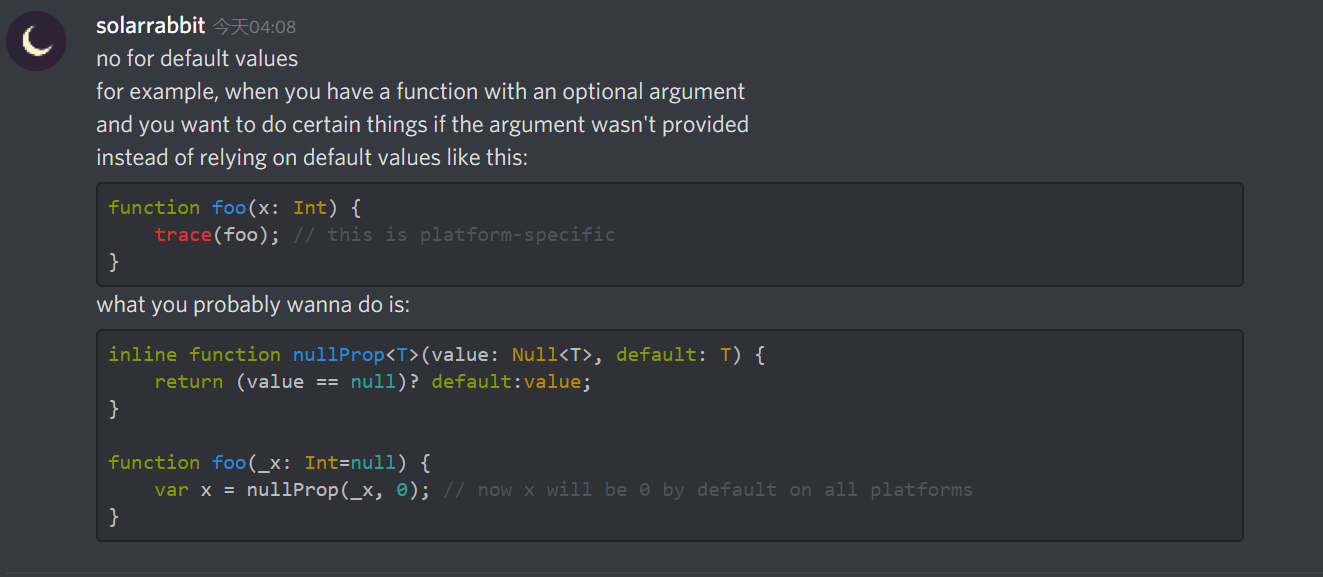 solarrabbit 今天04:08
no for default values
for example, when you have a function with an optional argument
and you want to do certain things if the argument wasn't provided
instead of relying on default values like this:
function foo(x: Int) {
    trace(foo); // this is platform-specific
}
what you probably wanna do is:
inline function nullProp<T>(value: Null<T>, default: T) {
    return (value == null)? default:value;
}

function foo(_x: Int=null) {
    var x = nullProp(_x, 0); // now x will be 0 by default on all platforms
}